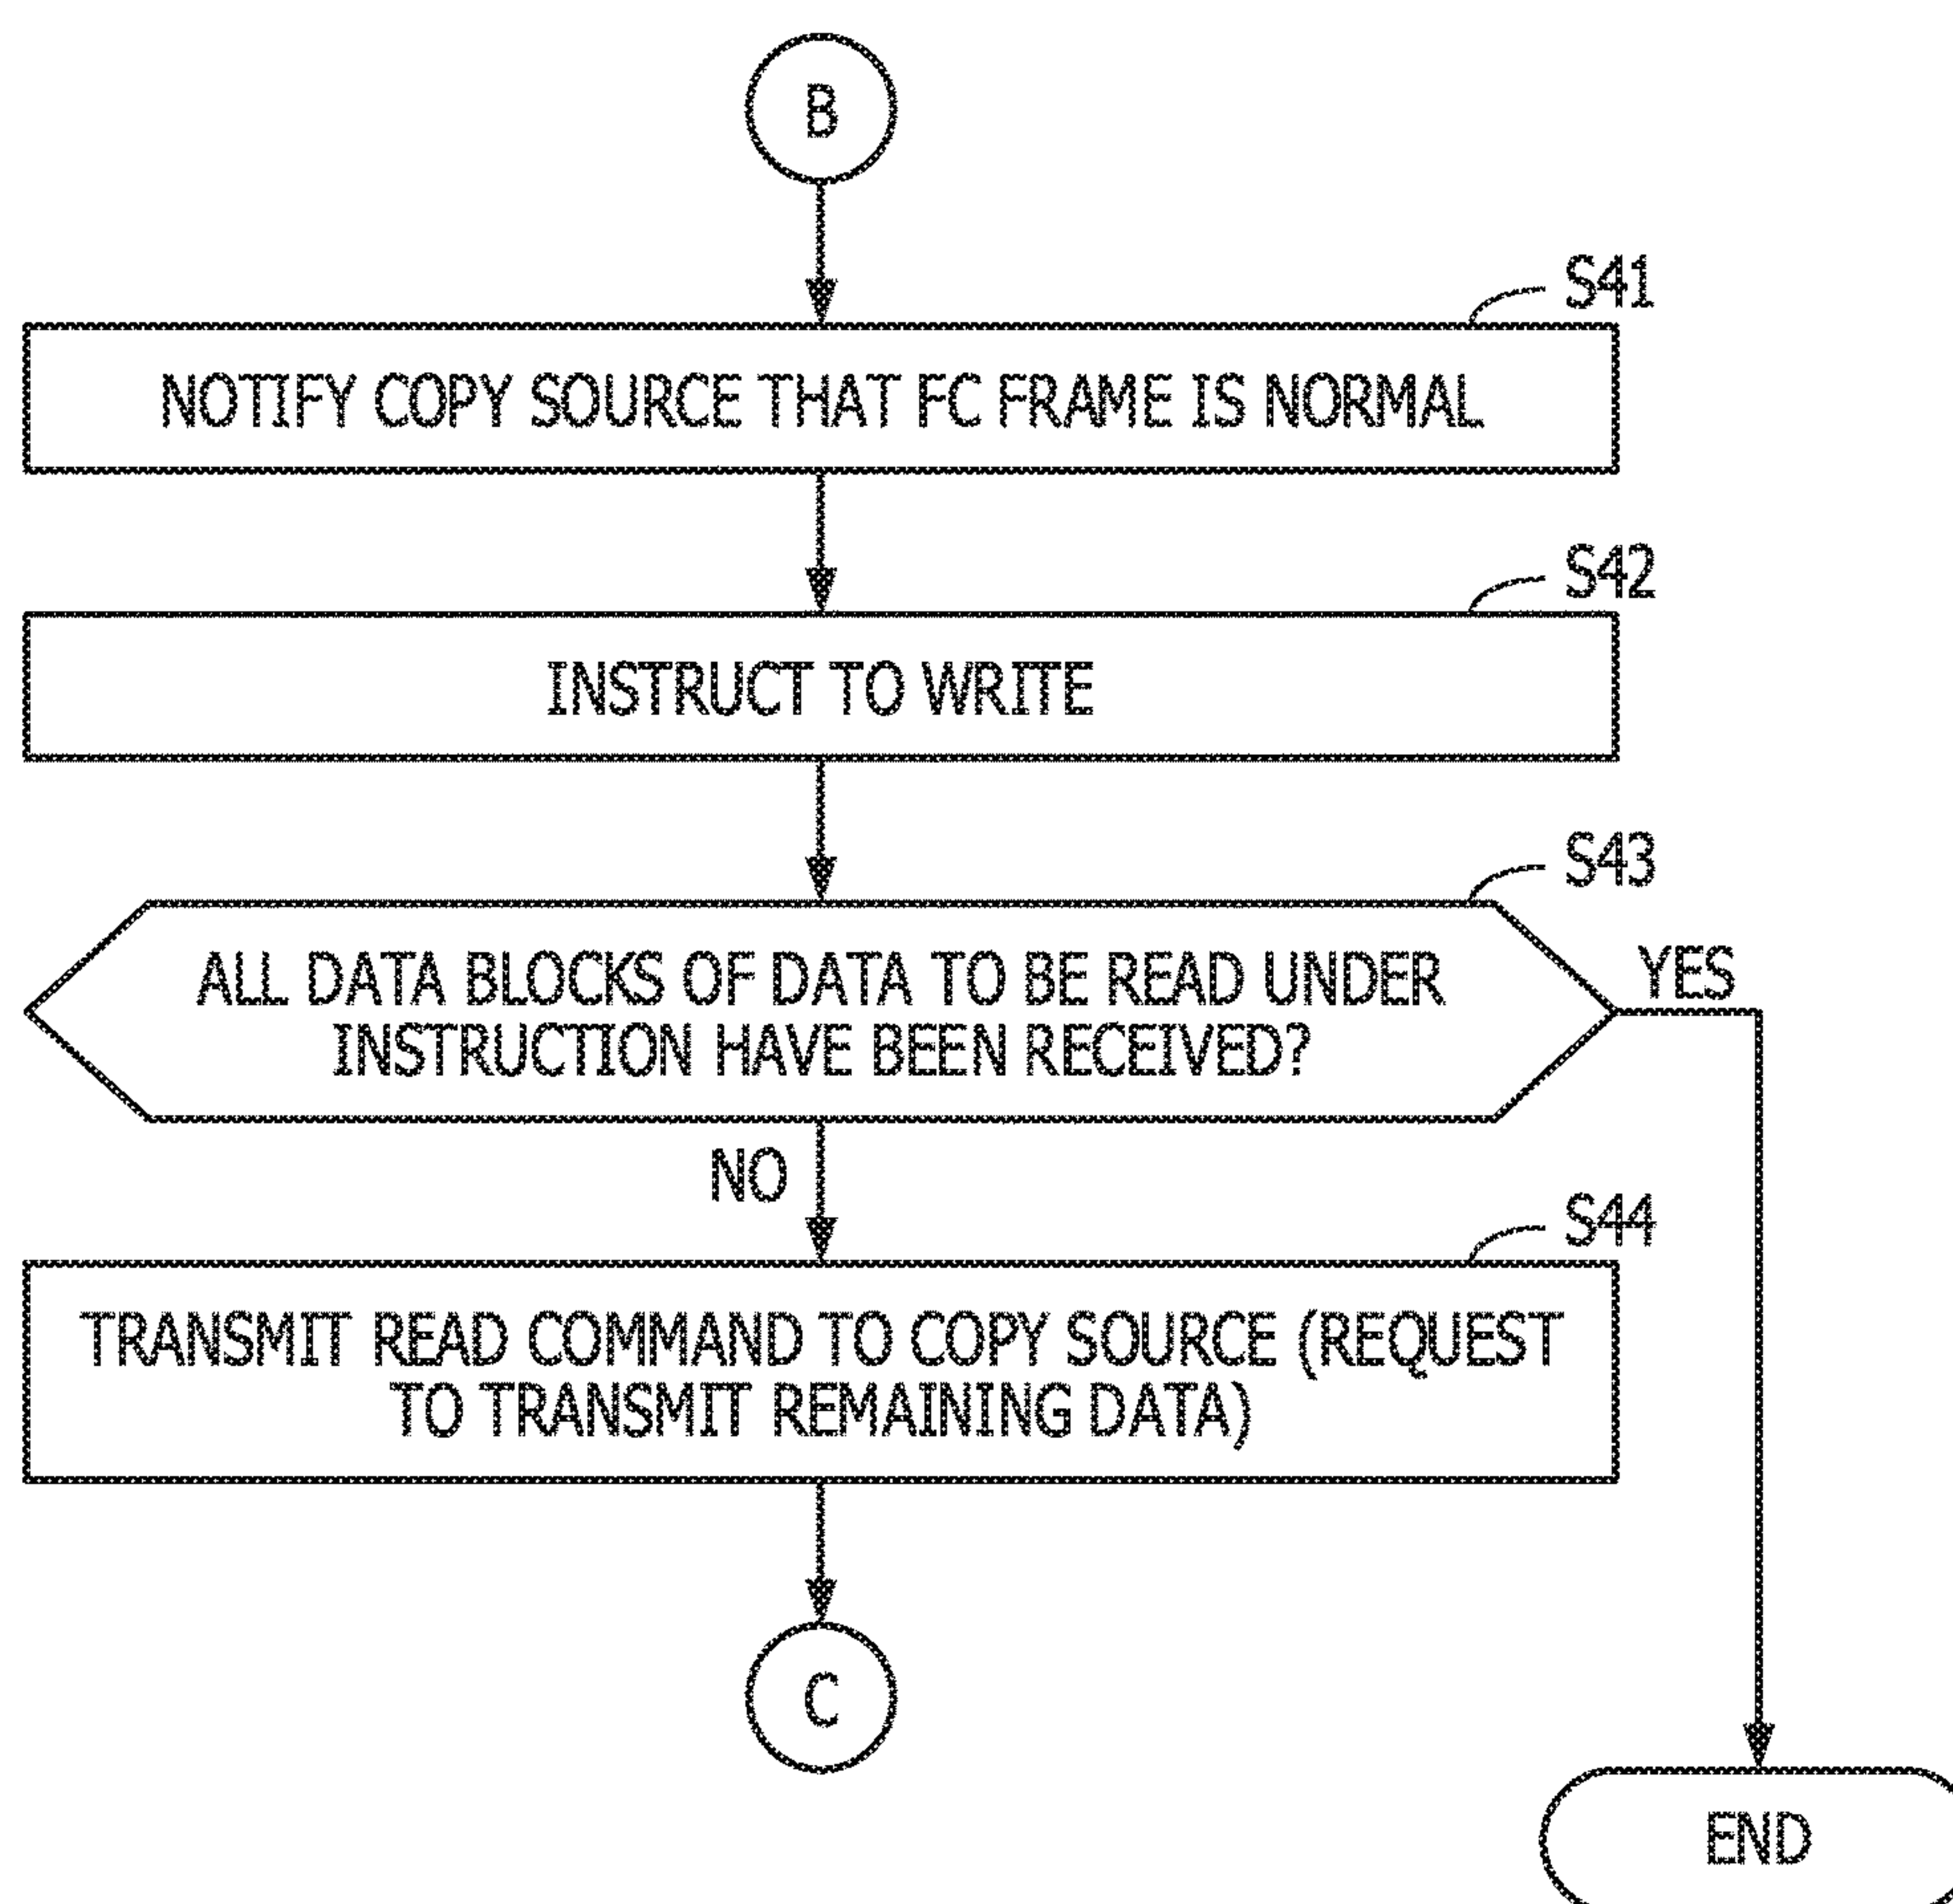 B
S41
NOTIFY COPY SOURCE THAT FC FRAME IS NORMAL
S42
INSTRUCT TO WRITE
S43
ALL DATA BLOCKS OF DATA TO BE READ UNDER
INSTRUCTION HAVE BEEN RECEIVED?
YES
NO
S44
TRANSMIT READ COMMAND TO COPY SOURCE (REQUEST
TO TRANSMIT REMAINING DATA)
C
END